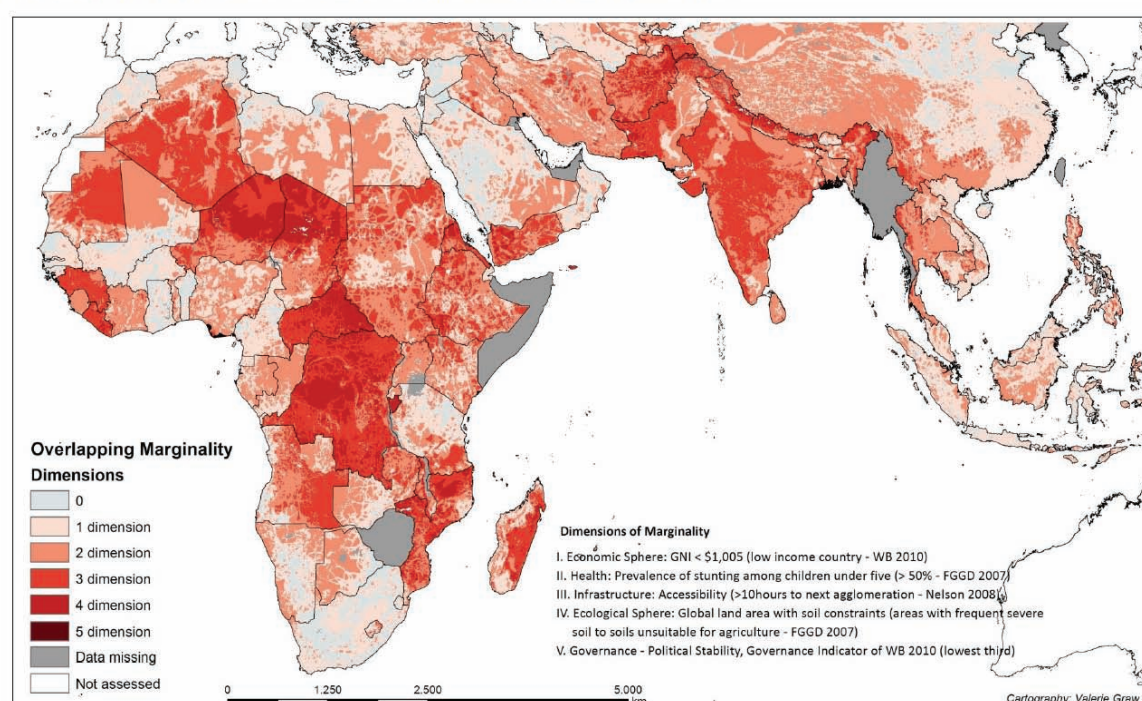 Overlapping Marginality
Dimensions
0
1 dimension
2 dimension
3 dimension
4 dimension
5 dimension
Data missing
Not assessed
Dimensions of Marginality
I. Economic Sphere: GNI < $1,005 (low income country - WB 2010)
II. Health: Prevalence of stunting among children under five (> 50% - FGGD 2007)
III. Infrastructure: Accessibility (>10hours to next agglomeration - Nelson 2008)
IV. Ecological Sphere: Global land area with soil constraints (areas with frequent severe
soil to soils unsuitable for agriculture - FGGD 2007)
V. Governance - Political Stability, Governance Indicator of WB 2010 (lowest third)
0 1.250 2.500 5.000
km
Cartography: Valerie Graw